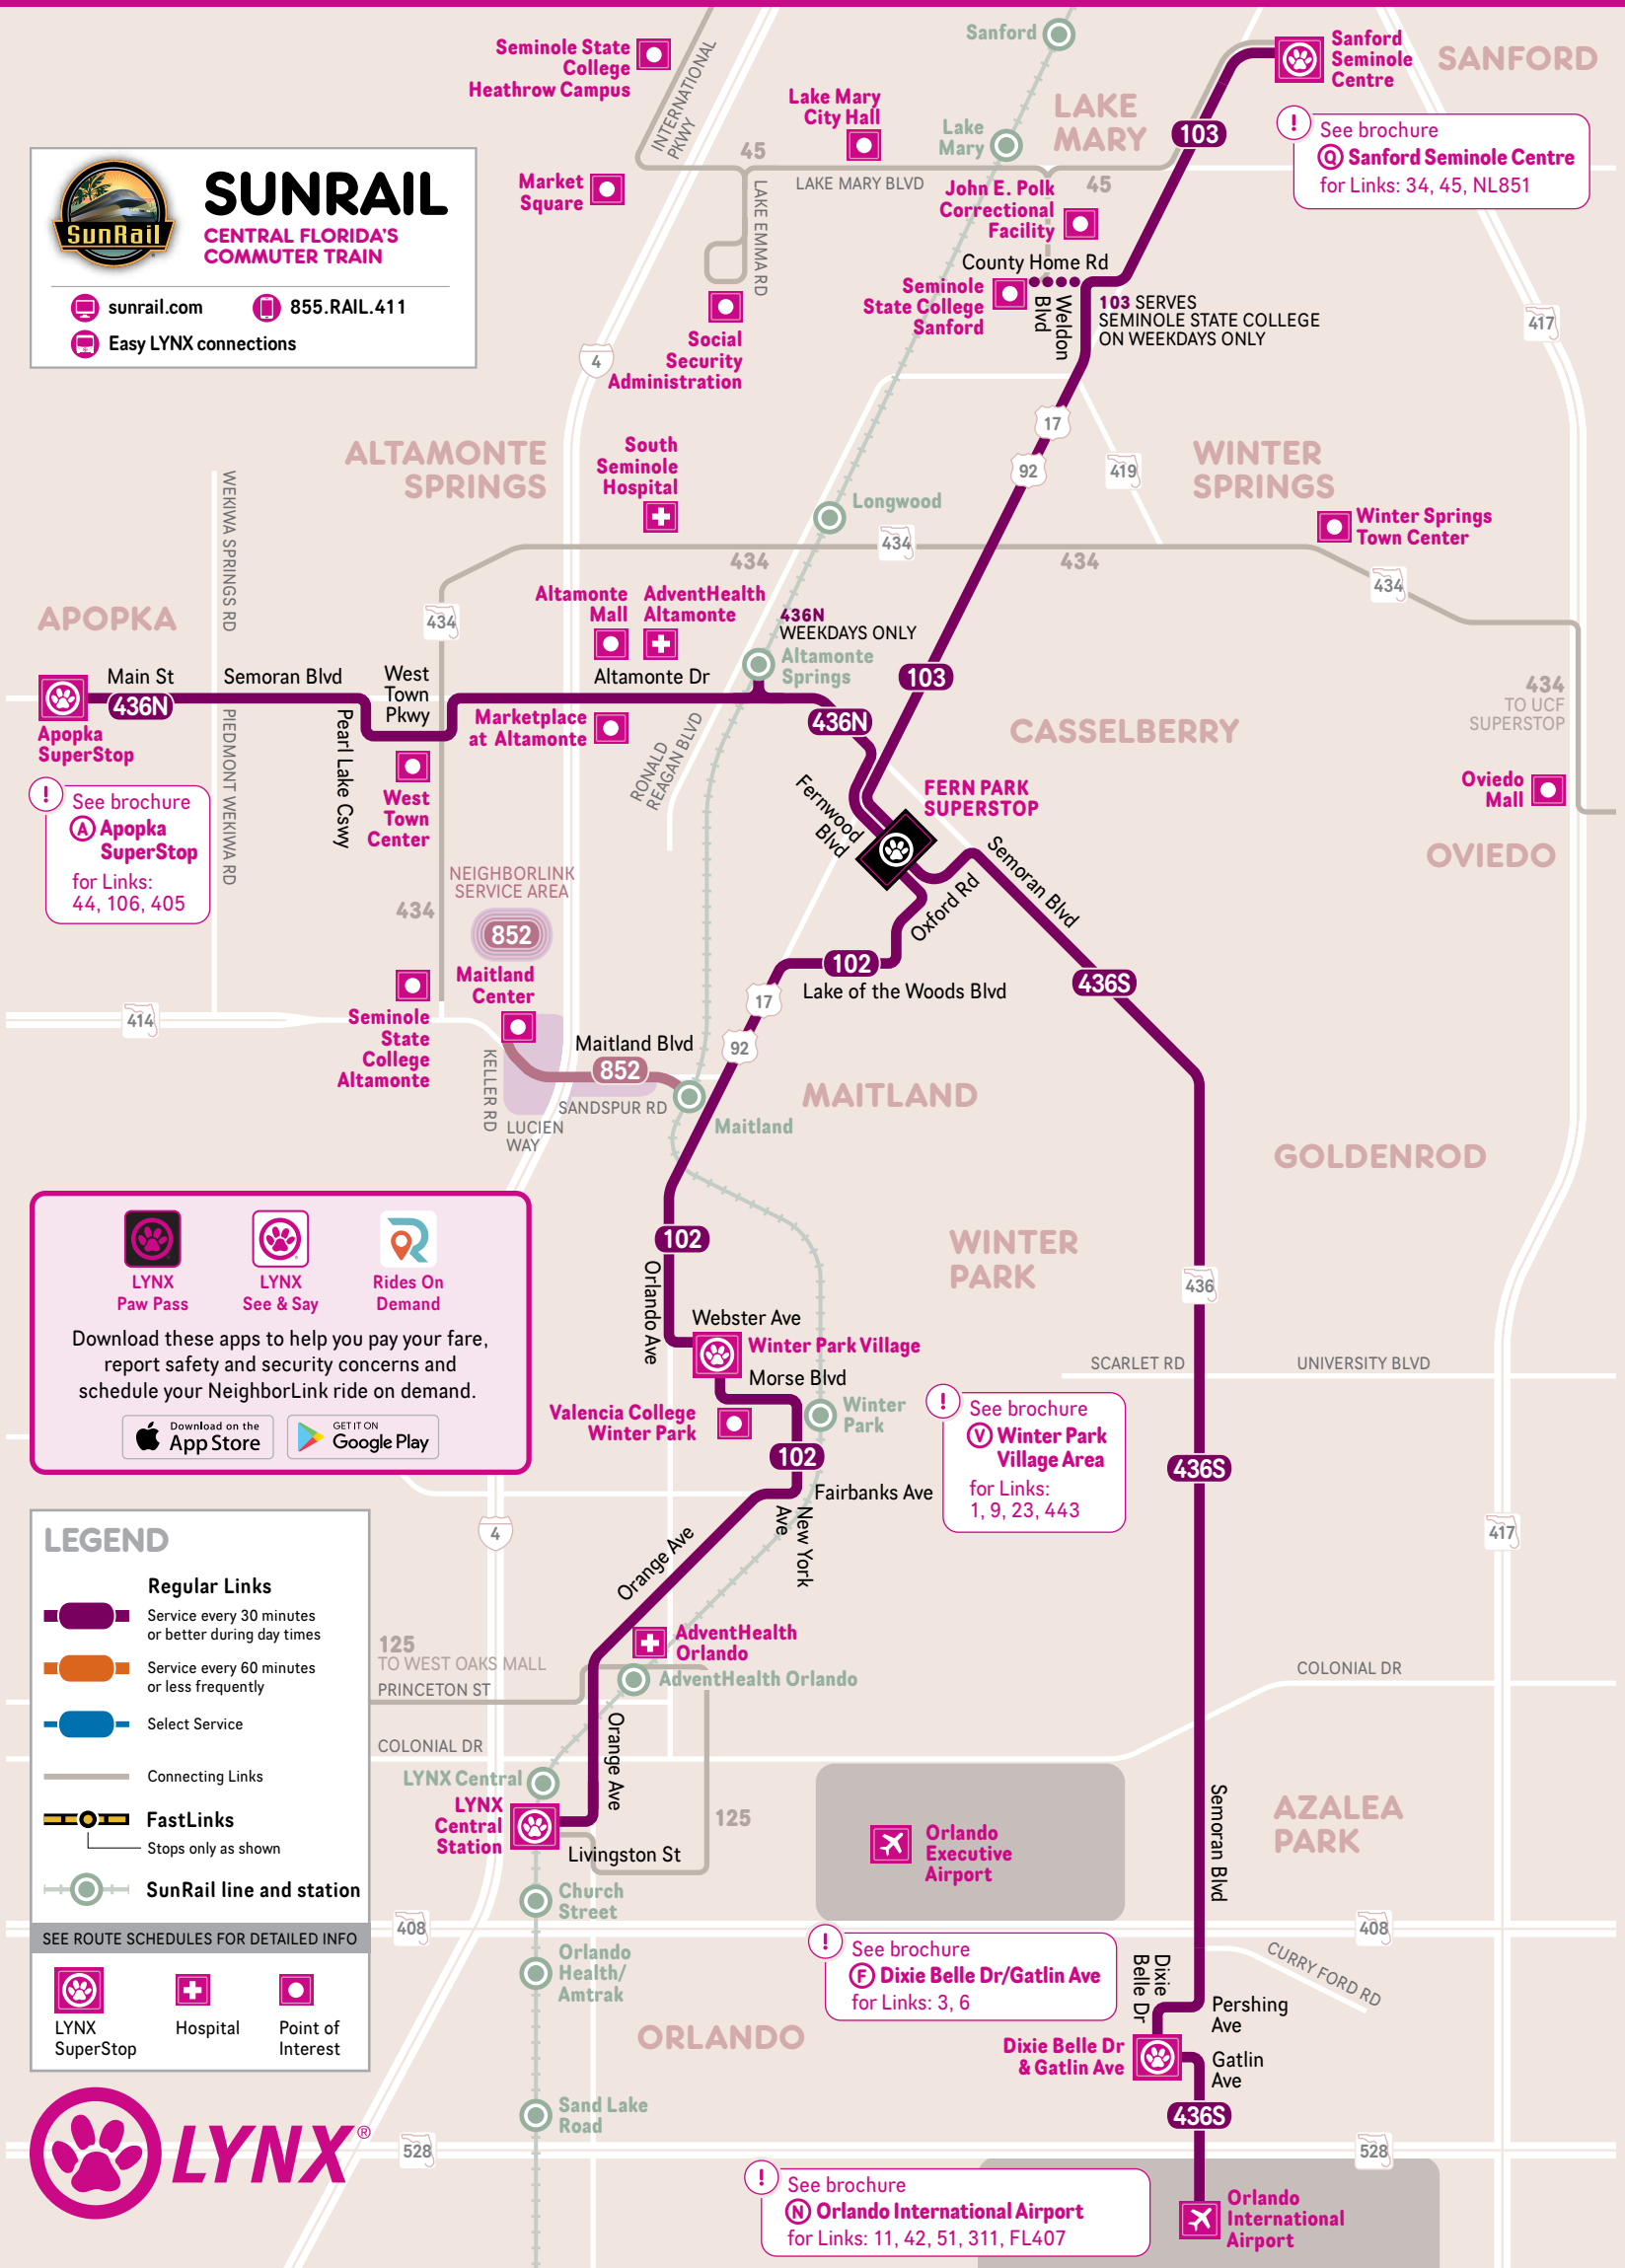 Sanford
Seminole State
College
Heathrow Campus
INTERNATIONAL
PKWY
Sanford
Seminole
Centre
SANFORD
Lake Mary
City Hall
LAKE
MARY
Lake
Mary
103
!
See brochure
Q Sanford Seminole Centre
for Links: 34, 45, NL851
SunRail
SUNRAIL
CENTRAL FLORIDA'S
COMMUTER TRAIN
sunrail.com
855.RAIL.411
Easy LYNX connections
45
LAKE MARY BLVD
45
Market
Square
LAKE EMMA RD
John E. Polk
Correctional
Facility
County Home Rd
Seminole
State College
Sanford
Weldon
Blvd
103 SERVES
SEMINOLE STATE COLLEGE
ON WEEKDAYS ONLY
Social
Security
Administration
4
417
17
92
419
ALTAMONTE
SPRINGS
South
Seminole
Hospital
WINTER
SPRINGS
Longwood
Winter Springs
Town Center
434
434
434
434
WEKIWA SPRINGS RD
APOPKA
434
Altamonte
Mall
AdventHealth
Altamonte
436N
WEEKDAYS ONLY
Altamonte
Springs
Main St
436N
Semoran Blvd
West
Town
Pkwy
Altamonte Dr
103
436N
434
TO UCF
SUPERSTOP
Apopka
SuperStop
PIEDMONT WEKIWA RD
Pearl Lake Cswy
Marketplace
at Altamonte
RONALD
REAGAN BLVD
CASSELBERRY
West
Town
Center
Fernwood
Blvd
FERN PARK
SUPERSTOP
Oviedo
Mall
OVIEDO
!
See brochure
A Apopka
SuperStop
for Links:
44, 106, 405
434
NEIGHBORLINK
SERVICE AREA
852
Semoran Blvd
Oxford Rd
102
Lake of the Woods Blvd
436S
17
92
414
Seminole
State
College
Altamonte
Maitland
Center
Maitland Blvd
852
KELLER RD
SANDSPUR RD
LUCIEN
WAY
Maitland
MAITLAND
GOLDENROD
LYNX
Paw Pass
LYNX
See & Say
Rides On
Demand
Download these apps to help you pay your fare,
report safety and security concerns and
schedule your NeighborLink ride on demand.
Download on the
App Store
GET IT ON
Google Play
102
Orlando Ave
WINTER
PARK
436
Webster Ave
Winter Park Village
Morse Blvd
SCARLET RD
UNIVERSITY BLVD
Valencia College
Winter Park
Winter
Park
!
See brochure
V Winter Park
Village Area
for Links:
1, 9, 23, 443
102
436S
Fairbanks Ave
New York
Ave
Orange Ave
4
417
LEGEND
Regular Links
Service every 30 minutes
or better during day times
Service every 60 minutes
or less frequently
Select Service
Connecting Links
FastLinks
Stops only as shown
SunRail line and station
SEE ROUTE SCHEDULES FOR DETAILED INFO
LYNX
SuperStop
Hospital
Point of
Interest
125
TO WEST OAKS MALL
PRINCETON ST
AdventHealth
Orlando
AdventHealth Orlando
COLONIAL DR
COLONIAL DR
Orange Ave
LYNX Central
LYNX
Central
Station
Livingston St
125
Orlando
Executive
Airport
Semoran Blvd
AZALEA
PARK
Church
Street
408
408
Orlando
Health/
Amtrak
!
See brochure
F Dixie Belle Dr/Gatlin Ave
for Links: 3, 6
CURRY FORD RD
Dixie
Belle Dr
Pershing
Ave
ORLANDO
Dixie Belle Dr
& Gatlin Ave
Gatlin
Ave
Sand Lake
Road
436S
LYNX®
528
528
!
See brochure
N Orlando International Airport
for Links: 11, 42, 51, 311, FL407
Orlando
International
Airport